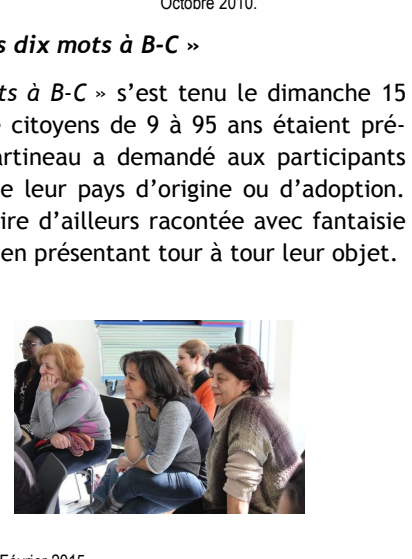 Octobre 2010.
s dix mots à B-C »
ts à B-C » s’est tenu le dimanche 15
citoyens de 9 à 95 ans étaient pré-
artineau a demandé aux participants
e leur pays d’origine ou d’adoption.
ire d’ailleurs racontée avec fantaisie
en présentant tour à tour leur objet.
Février 2015